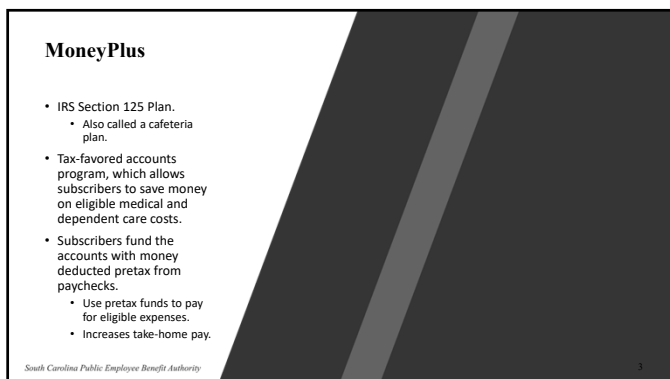 MoneyPlus
• IRS Section 125 Plan.
• Also called a cafeteria
plan.
• Tax-favored accounts
program, which allows
subscribers to save money
on eligible medical and
dependent care costs.
• Subscribers fund the
accounts with money
deducted pretax from
paychecks.
• Use pretax funds to pay
for eligible expenses.
• Increases take-home pay.
South Carolina Public Employee Benefit Authority
3